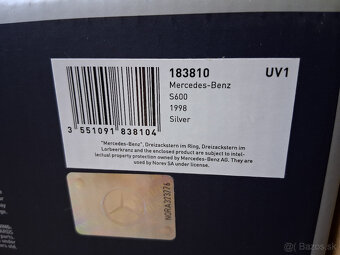 183810
UV1
Mercedes-Benz
S600
1998
Silver
3 551091 838104
"Mercedes-Benz", Dreizackstern im Ring, Dreizackstern im
Lorbeerkranz and the enclosed product are subject to intel-
lectual property protection owned by Mercedes-Benz AG. They are
used by Norev SA under license.
NORA373776
bazar.sk